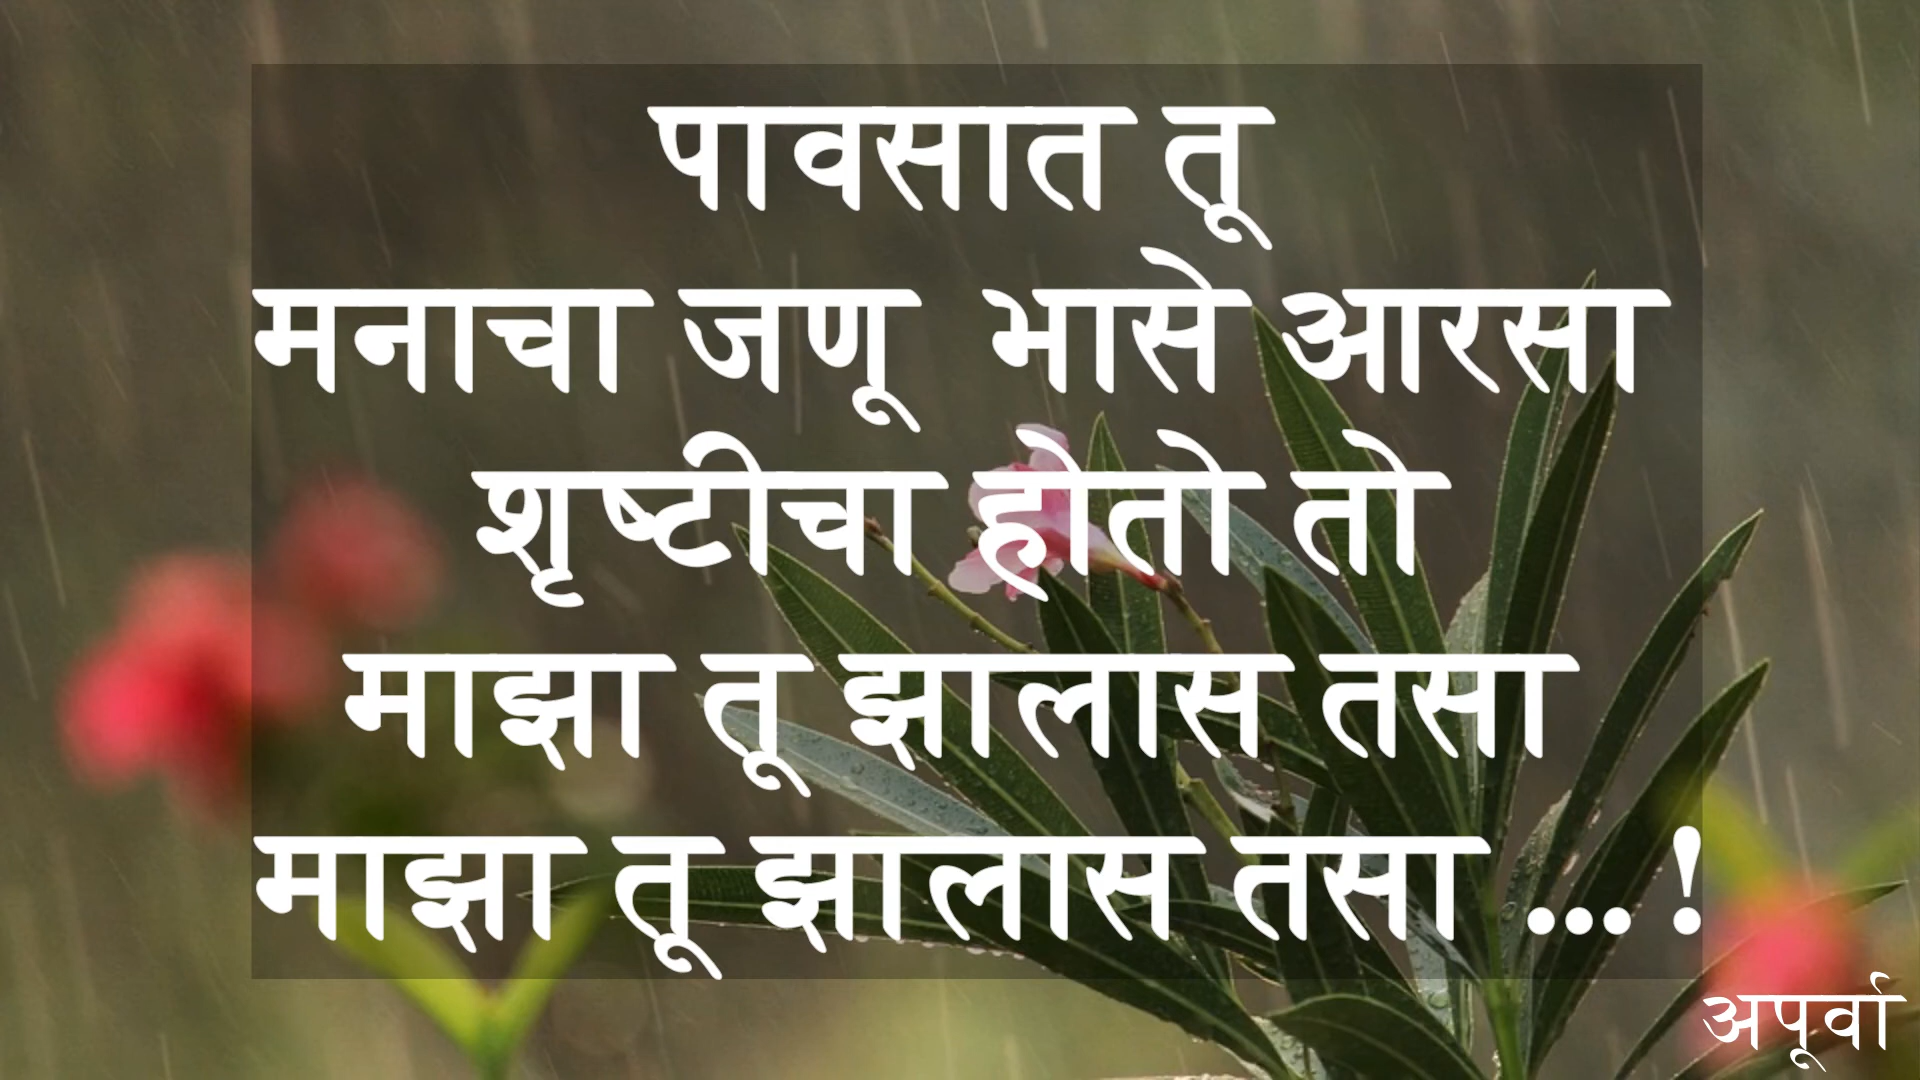 पावसात तू
मनाचा जणू भासे आरसा
शृष्टीचा होतो तो
माझा तू झालास तसा
माझा तू झालास तसा ...!
अपूर्वा